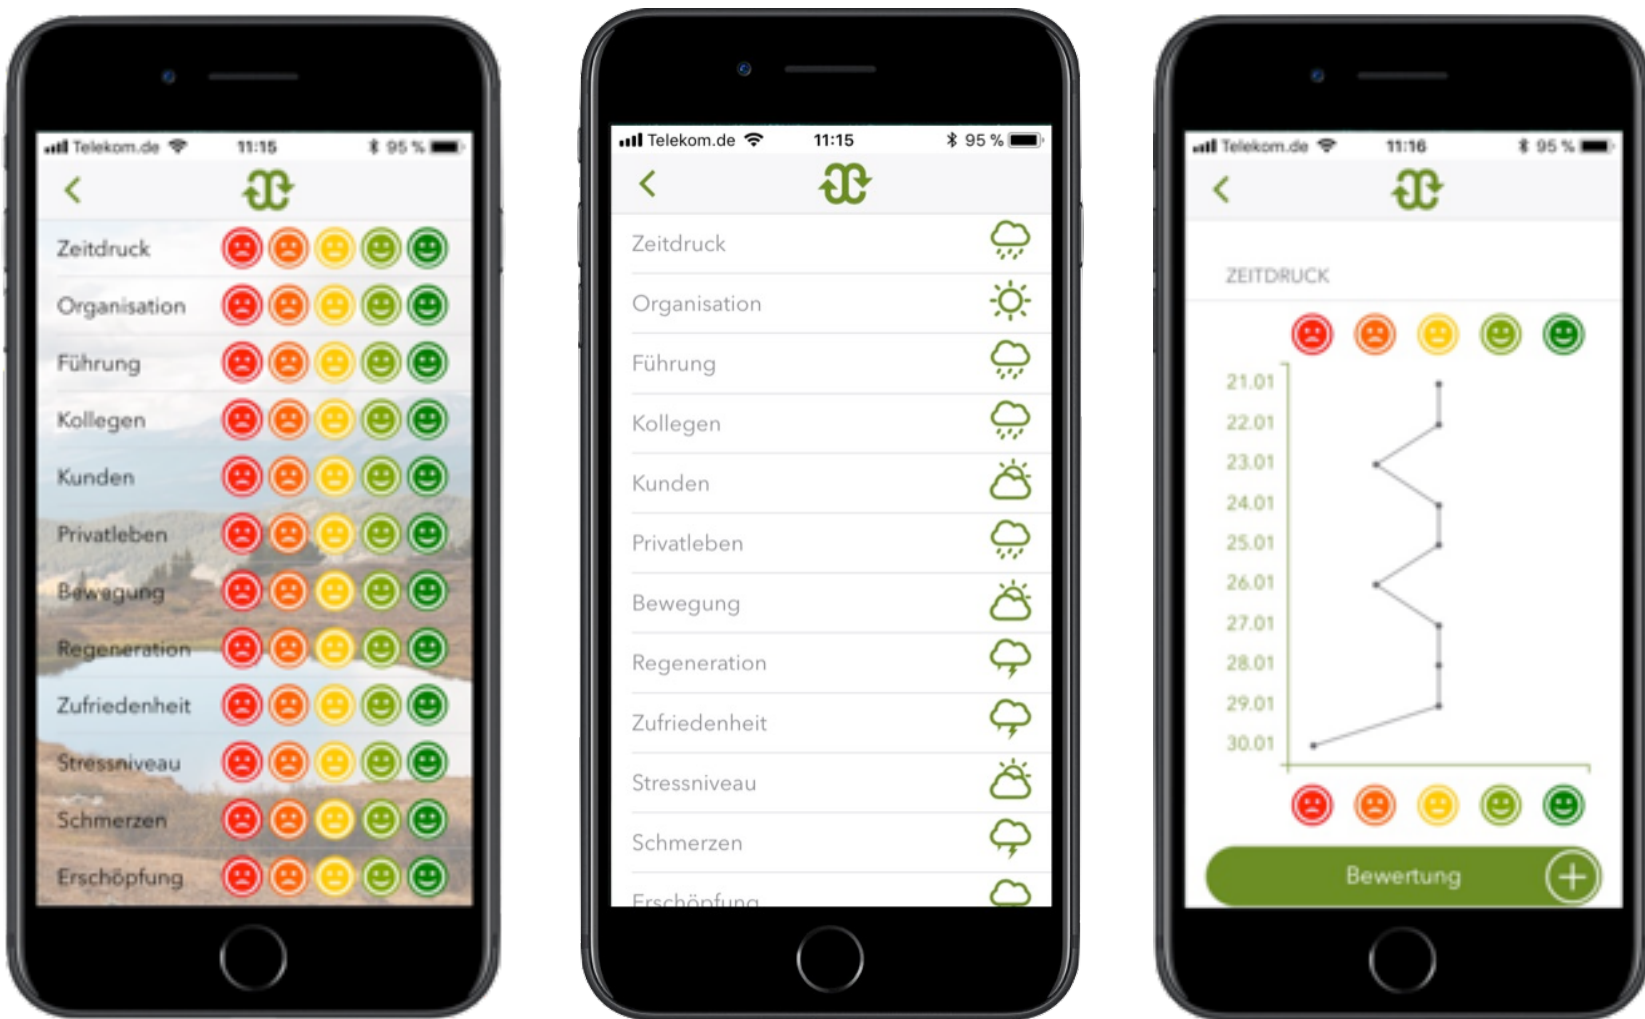 Telekom.de 11:15 95 %
Zeitdruck
Organisation
Führung
Kollegen
Kunden
Privatleben
Bewegung
Regeneration
Zufriedenheit
Stressniveau
Schmerzen
Erschöpfung
Telekom.de 11:15 95 %
Zeitdruck
Organisation
Führung
Kollegen
Kunden
Privatleben
Bewegung
Regeneration
Zufriedenheit
Stressniveau
Schmerzen
Erschöpfung
Telekom.de 11:16 95 %
ZEITDRUCK
21.01
22.01
23.01
24.01
25.01
26.01
27.01
28.01
29.01
30.01
Bewertung